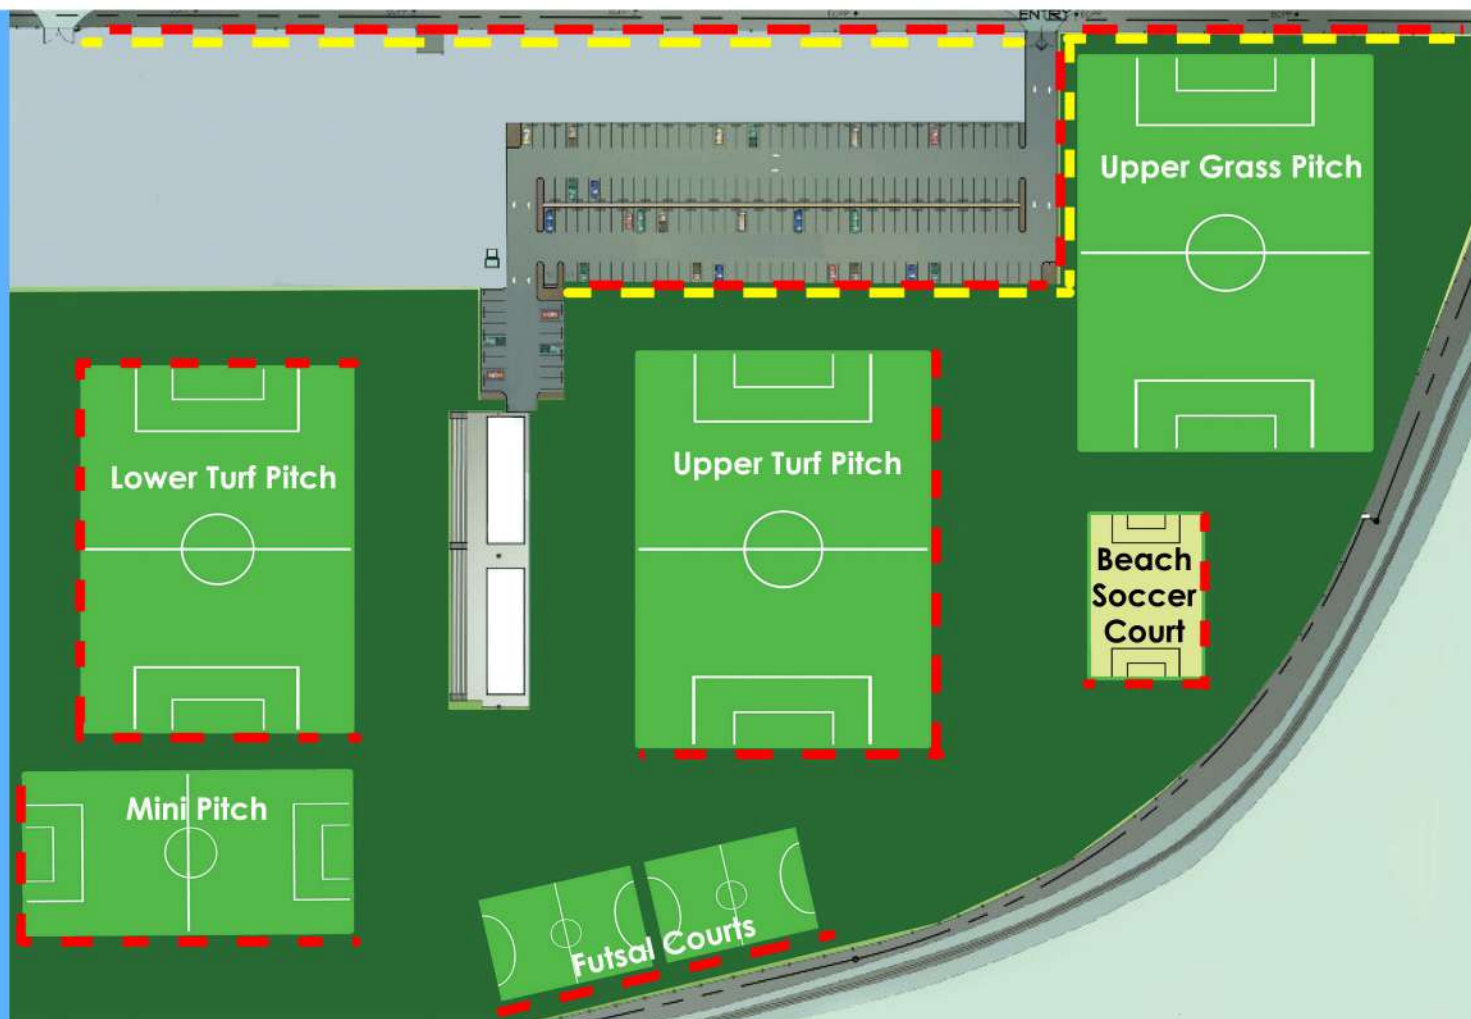 ENTRY
Upper Grass Pitch
Lower Turf Pitch
Upper Turf Pitch
Beach
Soccer
Court
Mini Pitch
Futsal Courts